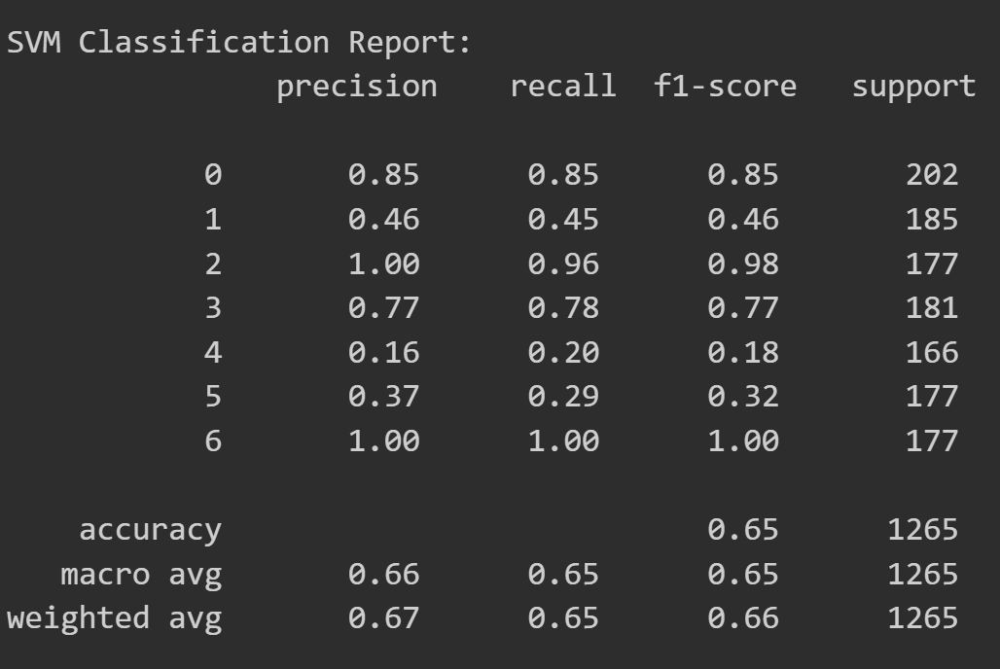 SVM Classification Report:
precision recall f1-score support
0 0.85 0.85 0.85 202
1 0.46 0.45 0.46 185
2 1.00 0.96 0.98 177
3 0.77 0.78 0.77 181
4 0.16 0.20 0.18 166
5 0.37 0.29 0.32 177
6 1.00 1.00 1.00 177
accuracy 0.65 1265
macro avg 0.66 0.65 0.65 1265
weighted avg 0.67 0.65 0.66 1265